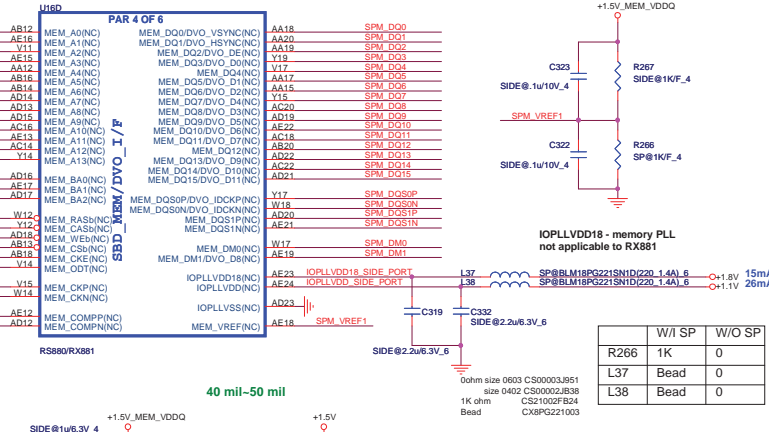 U16D
PAR 4 OF 6
SBD_MEM/DVO_I/F
AB12 MEM_A0(NC)
AE16 MEM_A1(NC)
V11 MEM_A2(NC)
AE15 MEM_A3(NC)
AA12 MEM_A4(NC)
AB16 MEM_A5(NC)
AB14 MEM_A6(NC)
AD14 MEM_A7(NC)
AD13 MEM_A8(NC)
AD15 MEM_A9(NC)
AC16 MEM_A10(NC)
AE13 MEM_A11(NC)
AC14 MEM_A12(NC)
Y14 MEM_A13(NC)
AD16 MEM_BA0(NC)
AE17 MEM_BA1(NC)
AD17 MEM_BA2(NC)
W12 MEM_RASb(NC)
Y12 MEM_CASb(NC)
AD18 MEM_WEb(NC)
AB13 MEM_CSb(NC)
AB18 MEM_CKE(NC)
V14 MEM_ODT(NC)
V15 MEM_CKP(NC)
W14 MEM_CKN(NC)
AE12 MEM_COMPP(NC)
AD12 MEM_COMPN(NC)
MEM_DQ0/DVO_VSYNC(NC) AA18 SPM_DQ0
MEM_DQ1/DVO_HSYNC(NC) AA20 SPM_DQ1
MEM_DQ2/DVO_DE(NC) AA19 SPM_DQ2
MEM_DQ3/DVO_D0(NC) Y19 SPM_DQ3
MEM_DQ4(NC) V17 SPM_DQ4
MEM_DQ5/DVO_D1(NC) AA17 SPM_DQ5
MEM_DQ6/DVO_D2(NC) AA15 SPM_DQ6
MEM_DQ7/DVO_D4(NC) Y15 SPM_DQ7
MEM_DQ8/DVO_D3(NC) AC20 SPM_DQ8
MEM_DQ9/DVO_D5(NC) AD19 SPM_DQ9
MEM_DQ10/DVO_D6(NC) AE22 SPM_DQ10
MEM_DQ11/DVO_D7(NC) AC18 SPM_DQ11
MEM_DQ12(NC) AB20 SPM_DQ12
MEM_DQ13/DVO_D9(NC) AD22 SPM_DQ13
MEM_DQ14/DVO_D10(NC) AC22 SPM_DQ14
MEM_DQ15/DVO_D11(NC) AD21 SPM_DQ15
MEM_DQS0P/DVO_IDCKP(NC) Y17 SPM_DQS0P
MEM_DQS0N/DVO_IDCKN(NC) W18 SPM_DQS0N
MEM_DQS1P(NC) AD20 SPM_DQS1P
MEM_DQS1N(NC) AE21 SPM_DQS1N
MEM_DM0(NC) W17 SPM_DM0
MEM_DM1/DVO_D8(NC) AE19 SPM_DM1
IOPLLVDD18(NC) AE23 IOPLLVDD18_SIDE_PORT
IOPLLVDD(NC) AE24 IOPLLVDD_SIDE_PORT
IOPLLVSS(NC) AD23
MEM_VREF(NC) AE18 SPM_VREF1
RS880/RX881
+1.5V_MEM_VDDQ
C323
SIDE@.1u/10V_4
R267
SIDE@1K/F_4
SPM_VREF1
C322
SIDE@.1u/10V_4
R266
SP@1K/F_4
IOPLLVDD18 - memory PLL
not applicable to RX881
L37 SP@BLM18PG221SN1D(220_1.4A)_6 +1.8V 15mA
L38 SP@BLM18PG221SN1D(220_1.4A)_6 +1.1V 26mA
C319
SIDE@2.2u/6.3V_6
C332
SIDE@2.2u/6.3V_6
W/I SP W/O SP
R266 1K 0
L37 Bead 0
L38 Bead 0
0ohm size 0603 CS00003J951
size 0402 CS00002JB38
1K ohm CS21002FB24
Bead CX8PG221003
40 mil~50 mil
SIDE@1u/6.3V_4
+1.5V_MEM_VDDQ
+1.5V